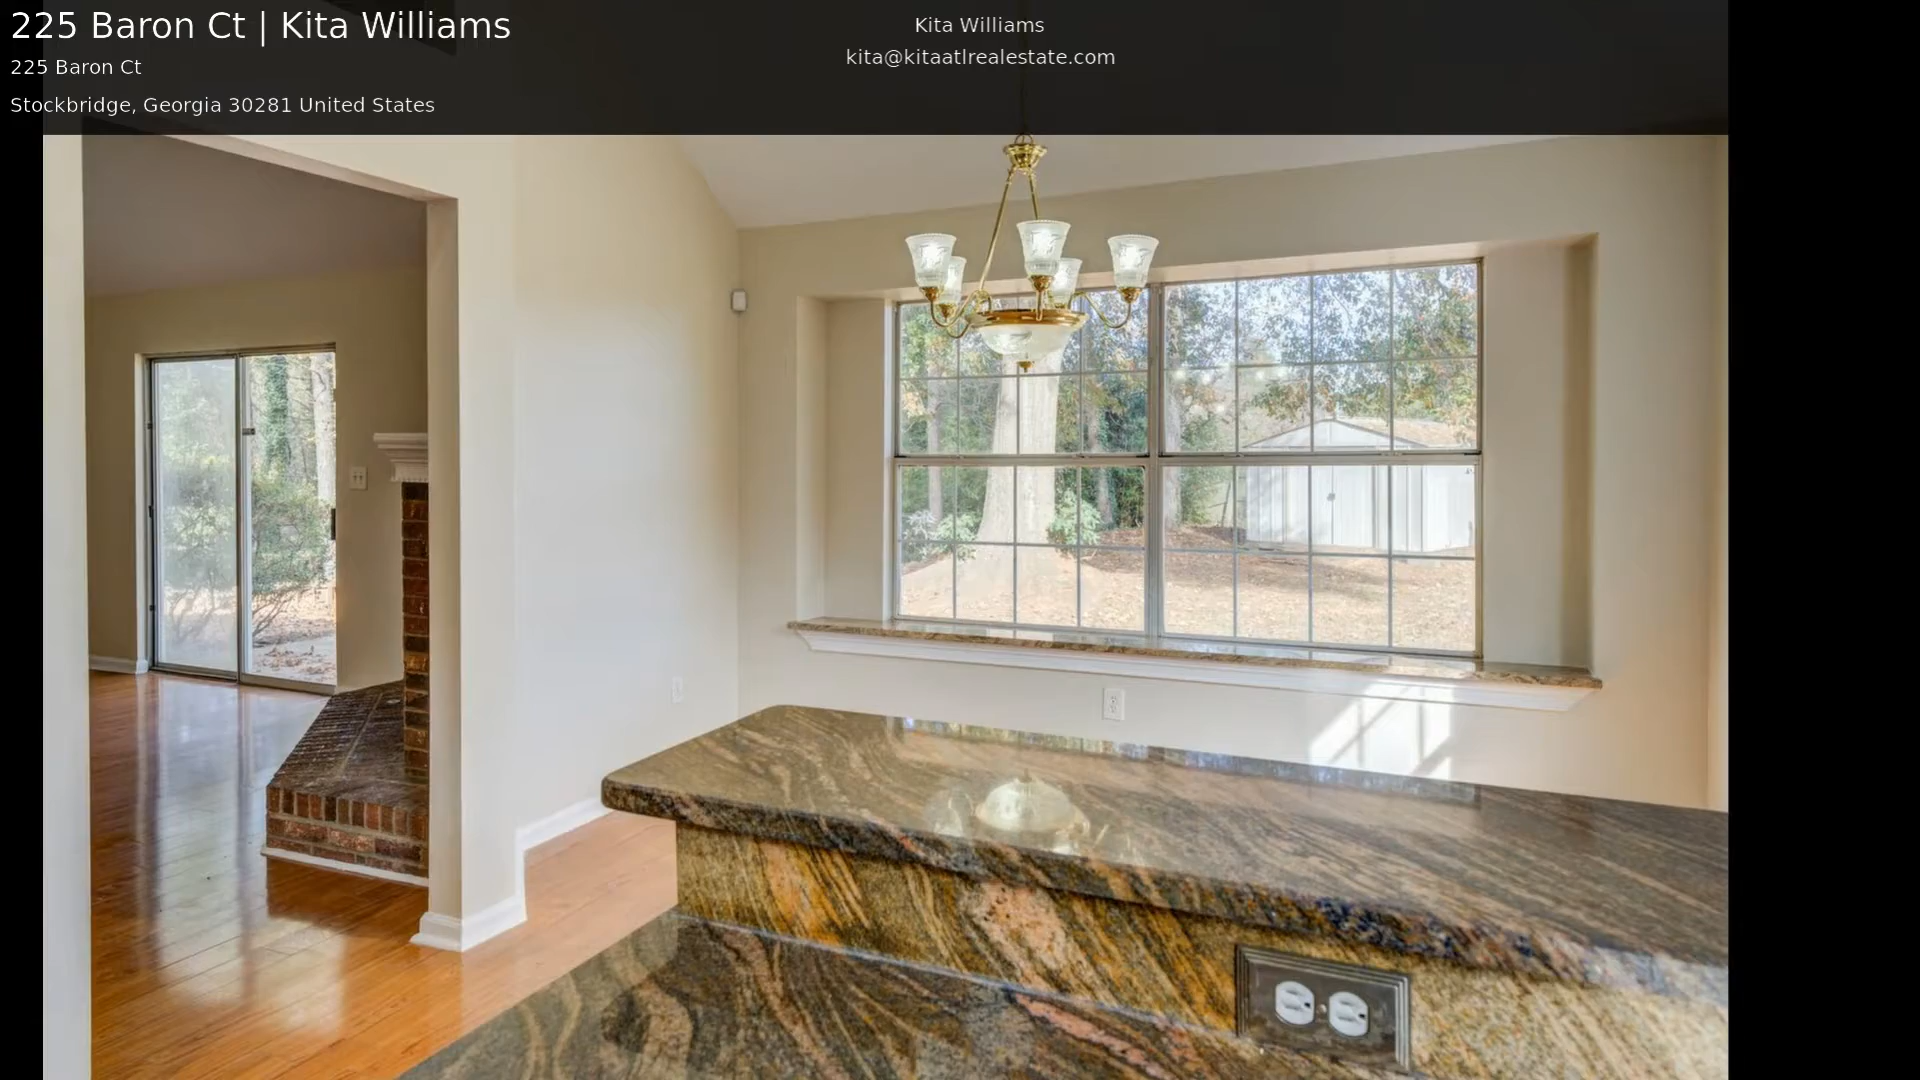 225 Baron Ct | Kita Williams
225 Baron Ct
Stockbridge, Georgia 30281 United States
Kita Williams
kita@kitaatlrealestate.com